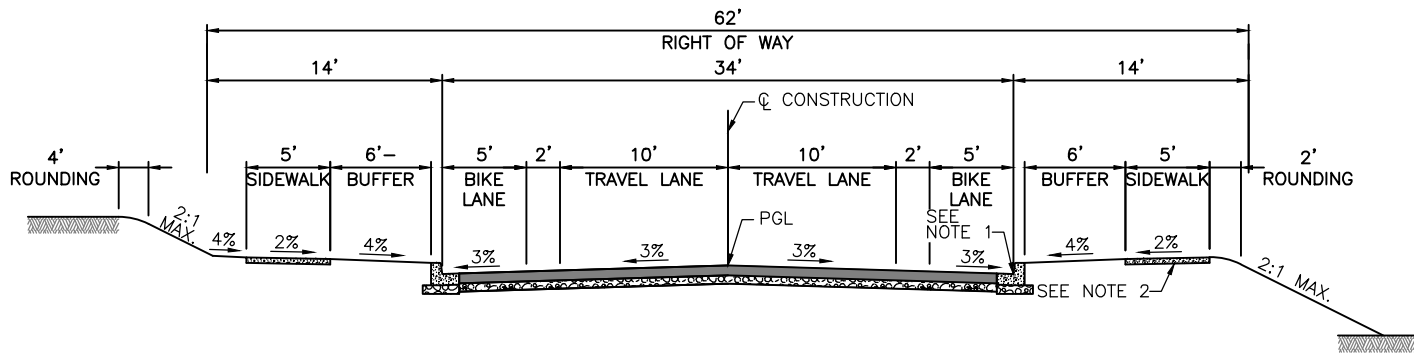 62'
RIGHT OF WAY
14' 34' 14'
℄ CONSTRUCTION
4' 5' 6'- 5' 2' 10' 10' 2' 5' 6' 5' 2'
ROUNDING SIDEWALK BUFFER BIKE LANE TRAVEL LANE TRAVEL LANE BIKE LANE BUFFER SIDEWALK ROUNDING
2:1 MAX.
4% 2% 4% 3% 3% PGL 3% 3%
SEE
NOTE 1
4% 2%
2:1 MAX.
SEE NOTE 2